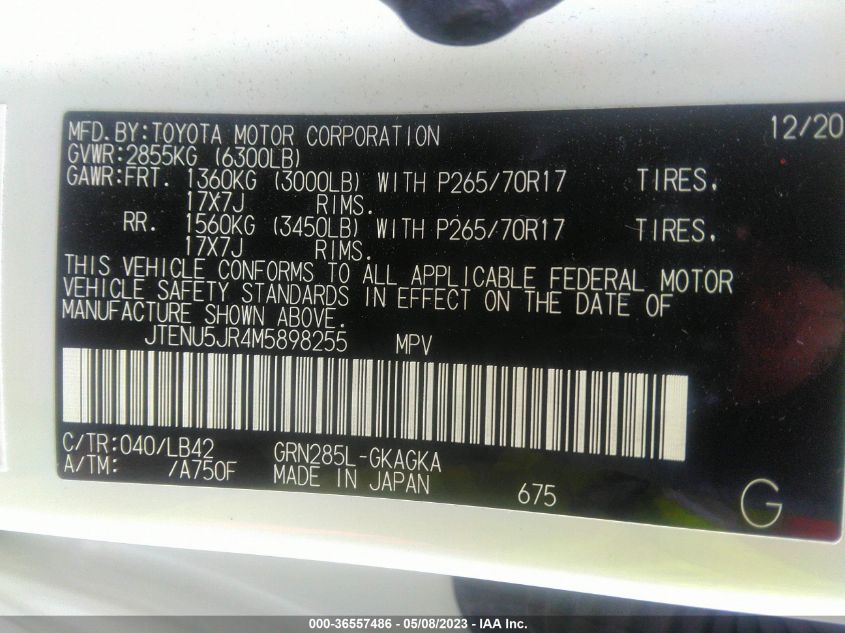 MFD.BY:TOYOTA MOTOR CORPORATION 12/20
GVWR:2855KG (6300LB)
GAWR:FRT. 1360KG (3000LB) WITH P265/70R17 TIRES,
17X7J RIMS.
RR. 1560KG (3450LB) WITH P265/70R17 TIRES,
17X7J RIMS.
THIS VEHICLE CONFORMS TO ALL APPLICABLE FEDERAL MOTOR
VEHICLE SAFETY STANDARDS IN EFFECT ON THE DATE OF
MANUFACTURE SHOWN ABOVE.
JTENU5JR4M5898255 MPV
C/TR:040/LB42 GRN285L-GKAGKA
A/TM: /A750F MADE IN JAPAN 675
G
000-36557486 - 05/08/2023 - IAA Inc.